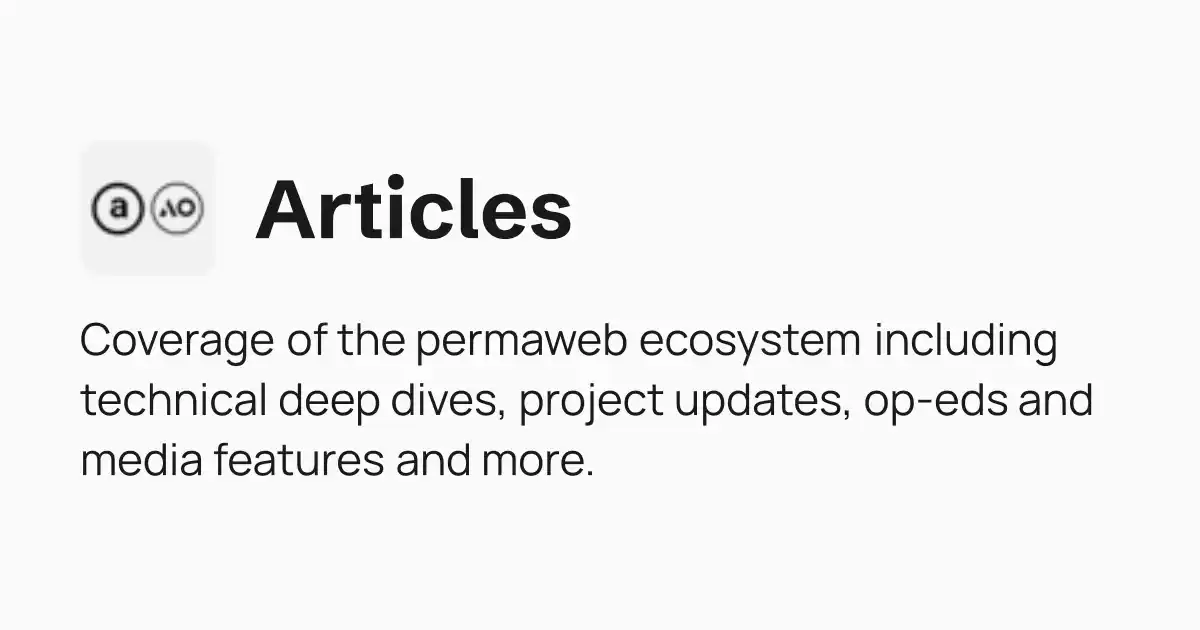 a AO Articles
Coverage of the permaweb ecosystem including
technical deep dives, project updates, op-eds and
media features and more.